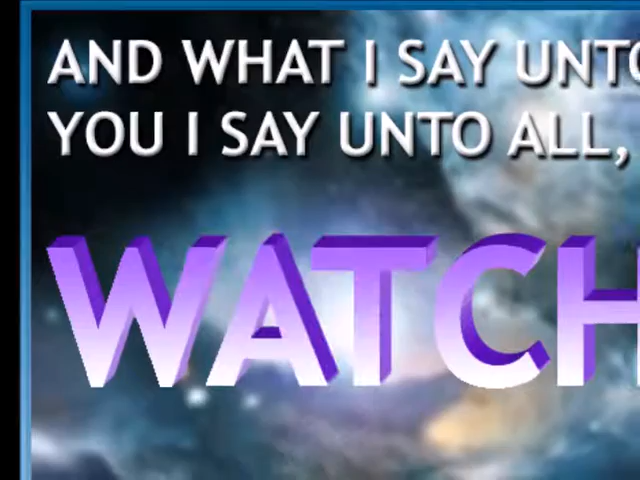 AND WHAT I SAY UNTO
YOU I SAY UNTO ALL,
WATCH